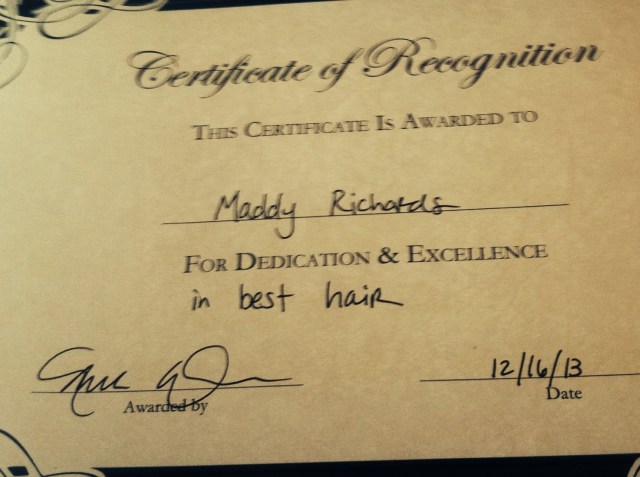 Certificate of Recognition
THIS CERTIFICATE IS AWARDED TO
Maddy Richards
FOR DEDICATION & EXCELLENCE
in best hair
12/16/13
Awarded by
Date